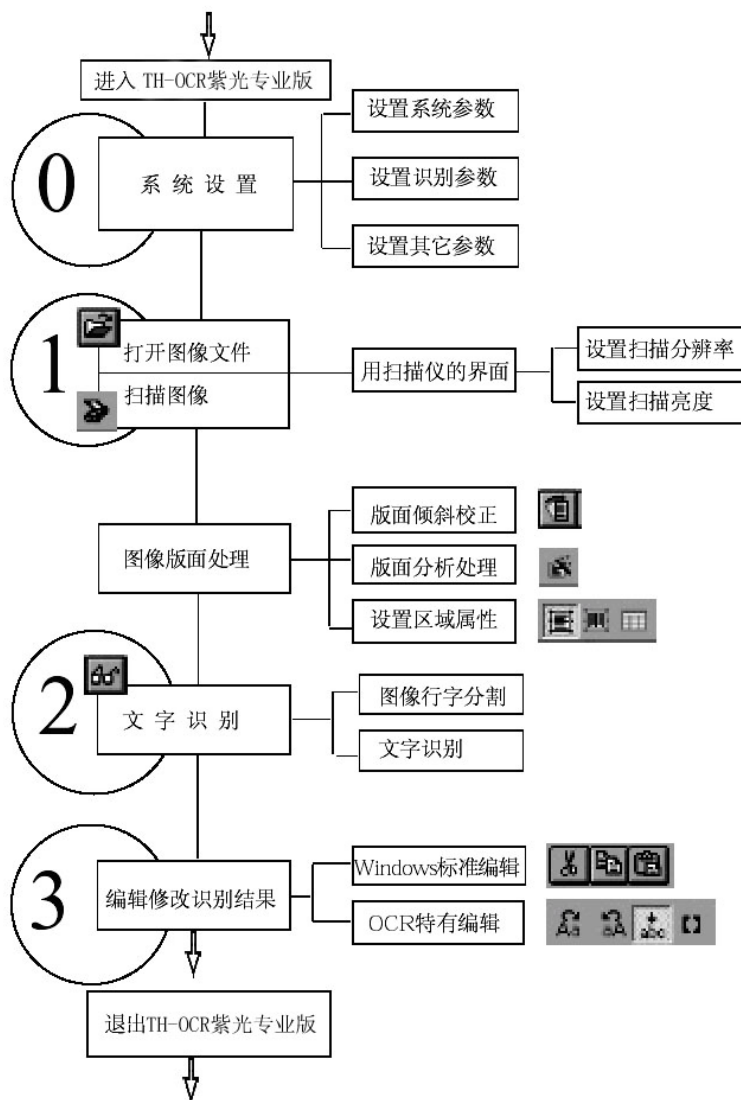 进入 TH-OCR紫光专业版
0
系 统 设 置
设置系统参数
设置识别参数
设置其它参数
1
打开图像文件
扫描图像
用扫描仪的界面
设置扫描分辨率
设置扫描亮度
图像版面处理
版面倾斜校正
版面分析处理
设置区域属性
2
文 字 识 别
图像行字分割
文字识别
3
编辑修改识别结果
Windows标准编辑
OCR特有编辑
abc
退出TH-OCR紫光专业版